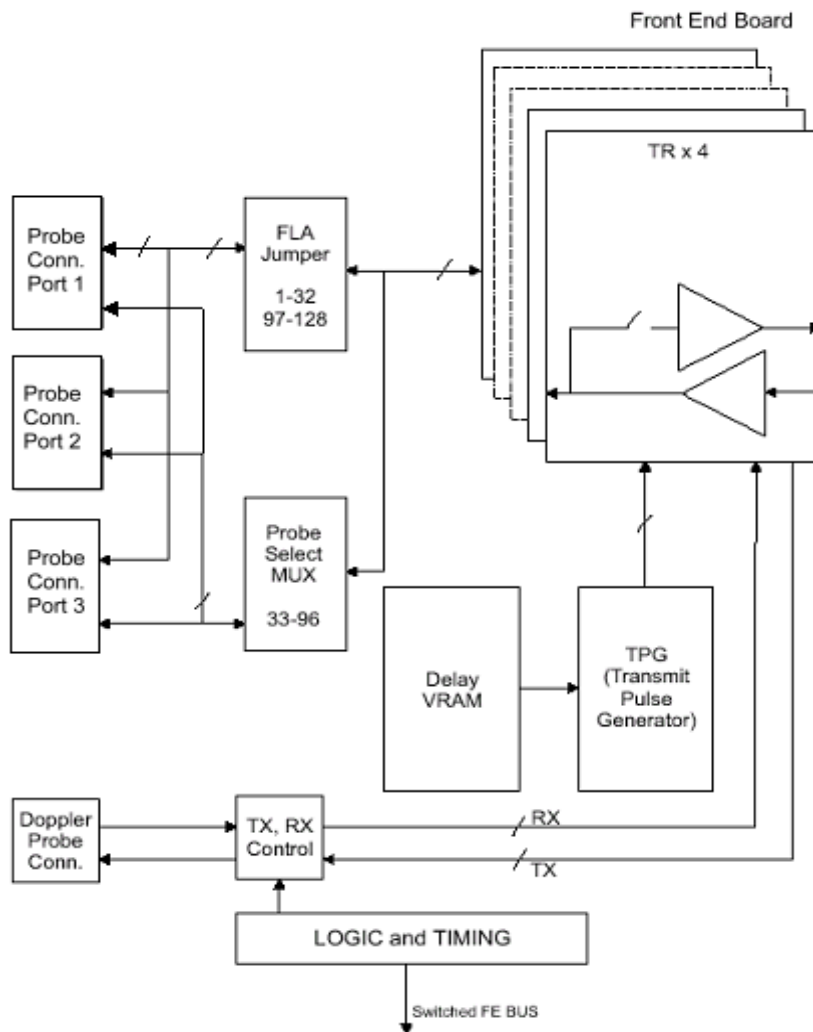 Front End Board
TR x 4
Probe
Conn.
Port 1
FLA
Jumper
1-32
97-128
Probe
Conn.
Port 2
Probe
Conn.
Port 3
Probe
Select
MUX
33-96
Delay
VRAM
TPG
(Transmit
Pulse
Generator)
Doppler
Probe
Conn.
TX, RX
Control
RX
TX
LOGIC and TIMING
Switched FE BUS